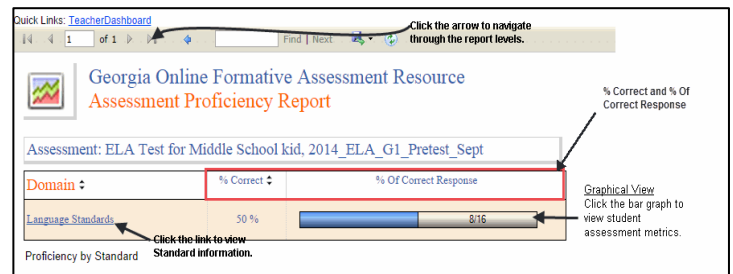 Quick Links: TeacherDashboard
Click the arrow to navigate
through the report levels.
1 of 1 Find | Next
Georgia Online Formative Assessment Resource
Assessment Proficiency Report
% Correct and % Of
Correct Response
Assessment: ELA Test for Middle School kid, 2014_ELA_G1_Pretest_Sept
Domain % Correct % Of Correct Response
Graphical View
Click the bar graph to
view student
assessment metrics.
Language Standards 50 % 8/16
Click the link to view
Standard information.
Proficiency by Standard